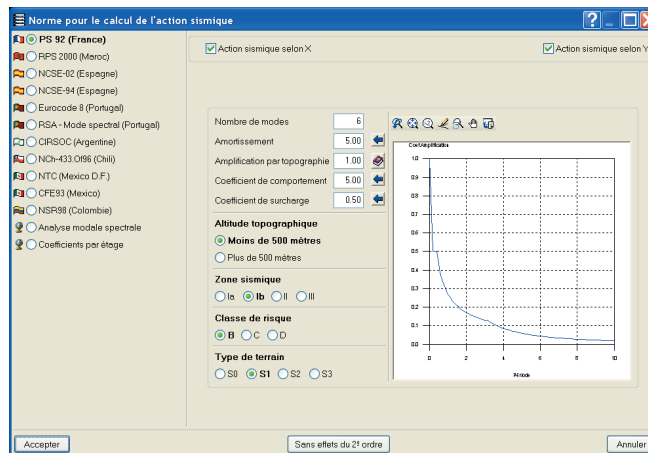 Norme pour le calcul de l'action sismique
PS 92 (France)
RPS 2000 (Maroc)
NCSE-02 (Espagne)
NCSE-94 (Espagne)
Eurocode 8 (Portugal)
RSA - Mode spectral (Portugal)
CIRSOC (Argentine)
NCh-433.Of96 (Chili)
NTC (Mexico D.F.)
CFE93 (Mexico)
NSR98 (Colombie)
Analyse modale spectrale
Coefficients par étage
Action sismique selon X
Action sismique selon Y
Nombre de modes 6
Amortissement 5.00
Amplification par topographie 1.00
Coefficient de comportement 5.00
Coefficient de surcharge 0.50
Altitude topographique
Moins de 500 mètres
Plus de 500 mètres
Zone sismique
Ia Ib II III
Classe de risque
B C D
Type de terrain
S0 S1 S2 S3
Coef.Amplification
1.0
0.9
0.8
0.7
0.6
0.5
0.4
0.3
0.2
0.1
0.0
0 2 4 6 8 10
Période
Accepter
Sans effets du 2º ordre
Annuler